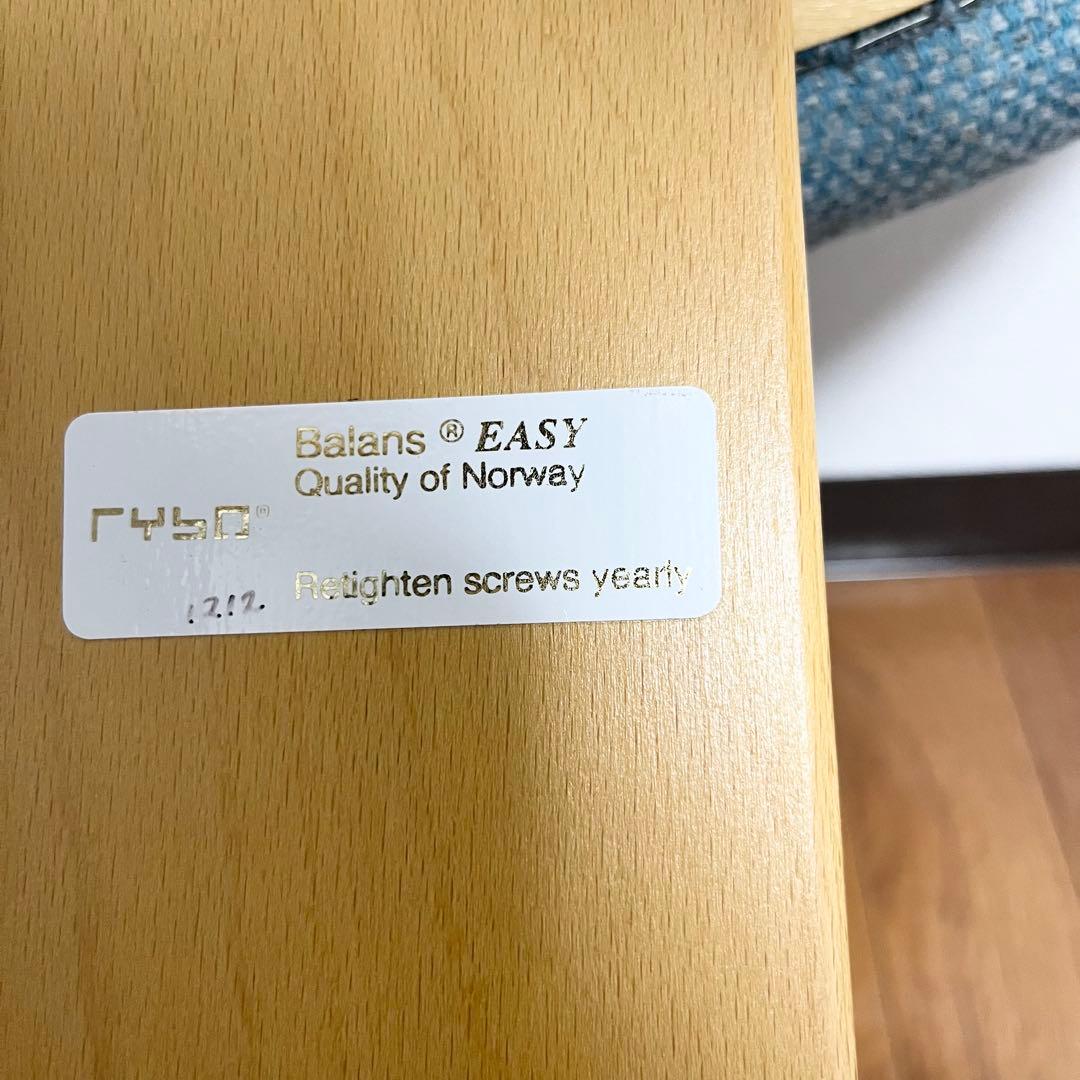 Balans ® EASY
Quality of Norway
rybo ®
Retighten screws yearly
1212.